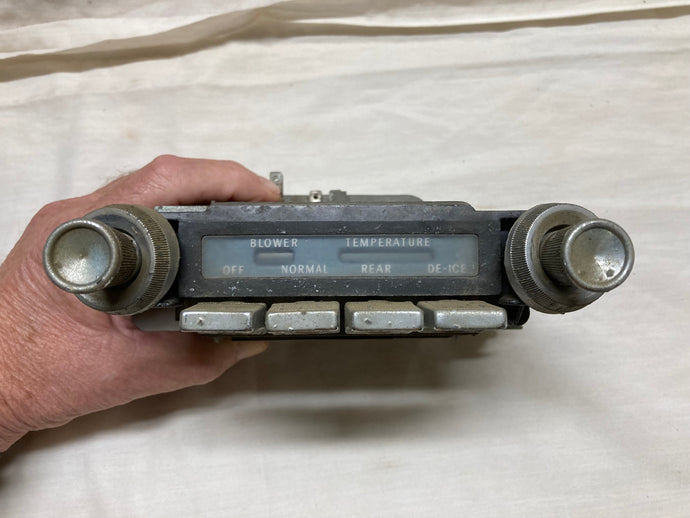 BLOWER TEMPERATURE
OFF NORMAL REAR DE-ICE